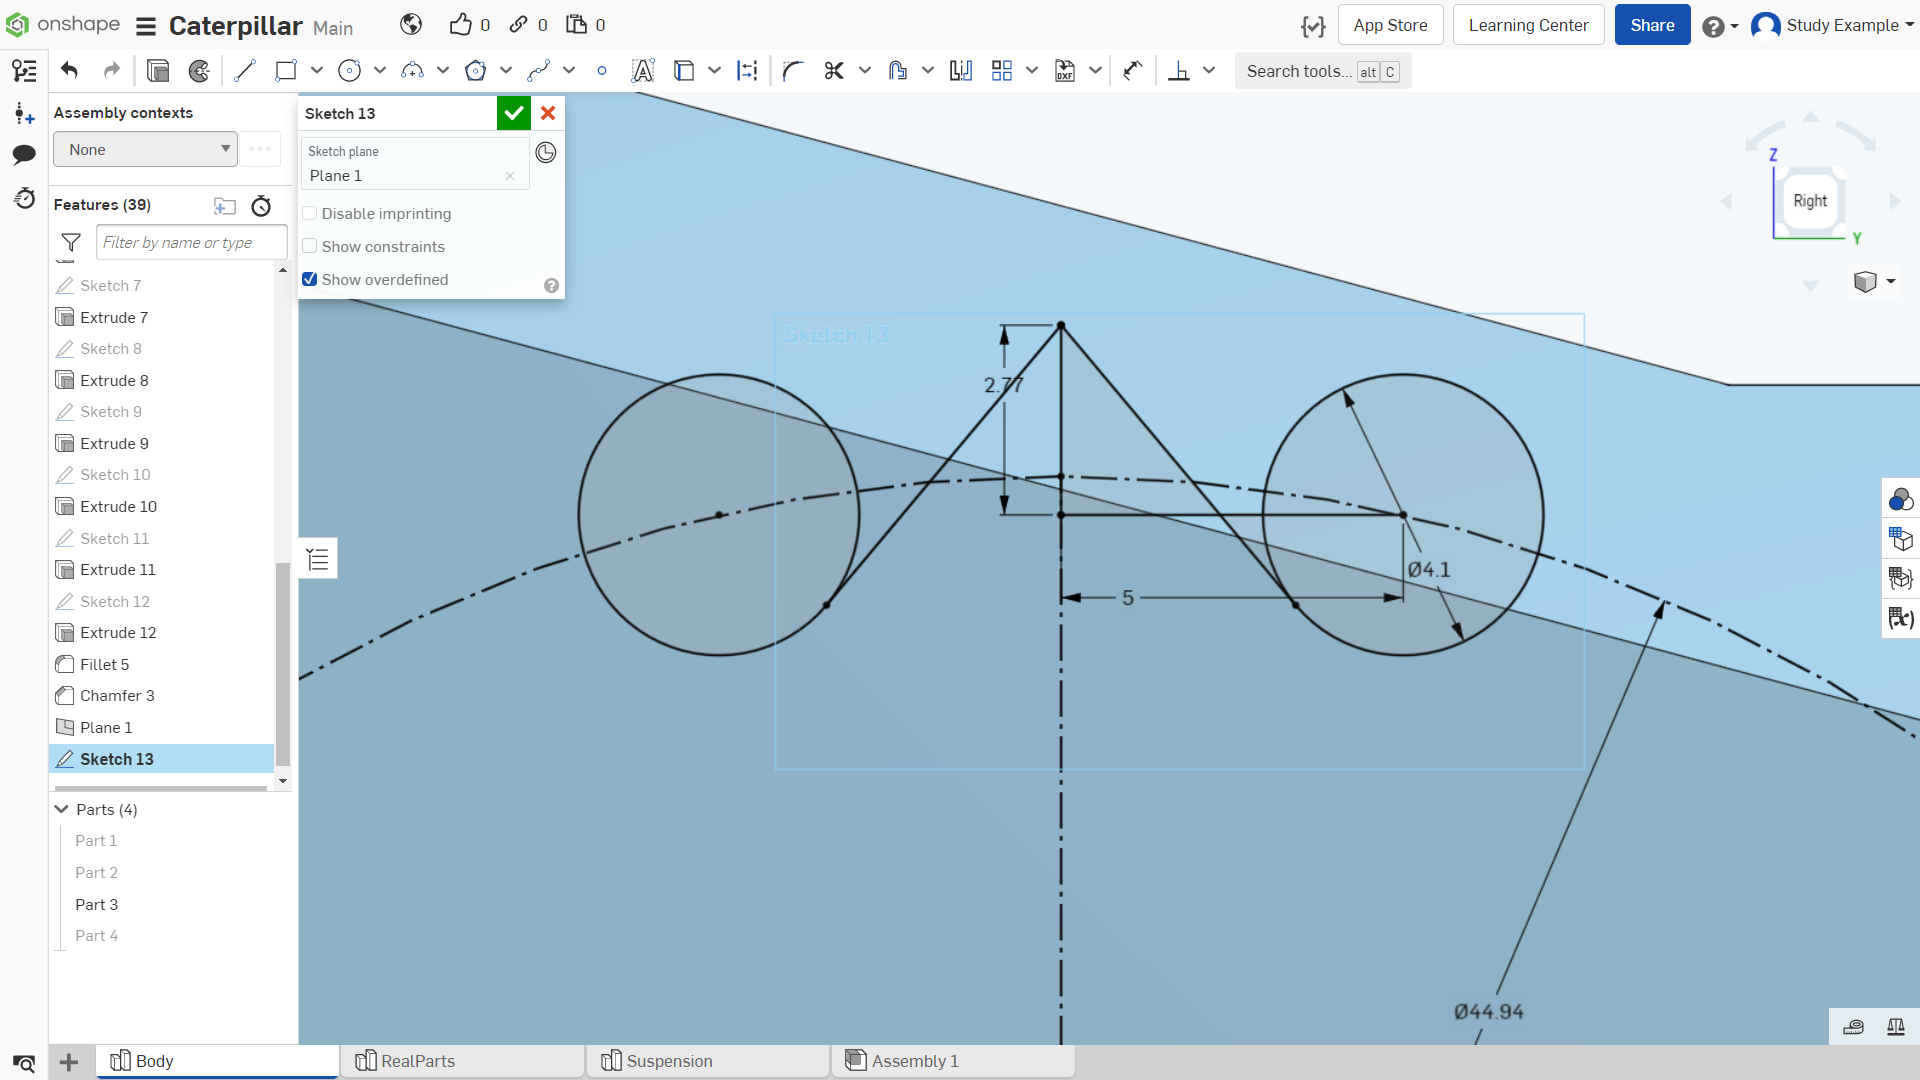 onshape
Caterpillar Main
0
0
0
App Store
Learning Center
Share
Study Example
Search tools... alt C
Assembly contexts
None
Features (39)
Filter by name or type
Sketch 7
Extrude 7
Sketch 8
Extrude 8
Sketch 9
Extrude 9
Sketch 10
Extrude 10
Sketch 11
Extrude 11
Sketch 12
Extrude 12
Fillet 5
Chamfer 3
Plane 1
Sketch 13
Parts (4)
Part 1
Part 2
Part 3
Part 4
Sketch 13
Sketch plane
Plane 1
Disable imprinting
Show constraints
Show overdefined
Sketch 13
2.77
5
Ø4.1
Ø44.94
Z
Right
Y
Body
RealParts
Suspension
Assembly 1